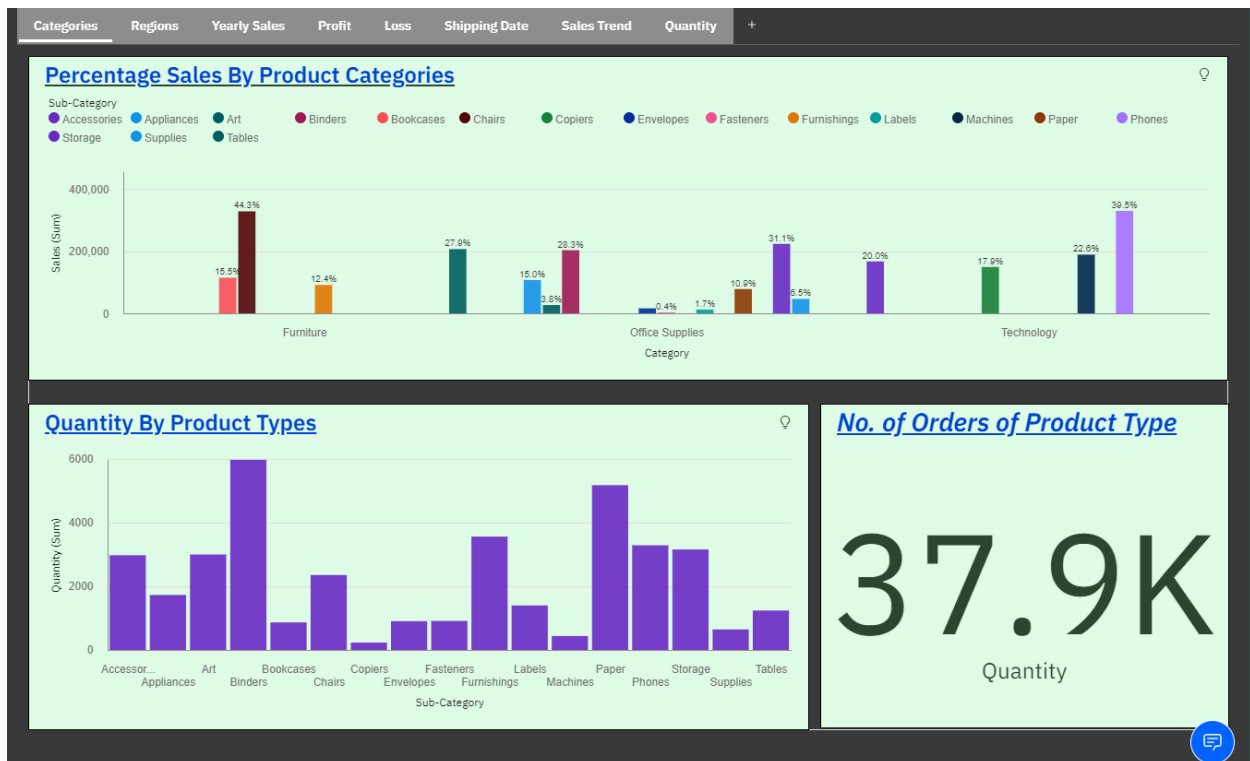 Categories Regions Yearly Sales Profit Loss Shipping Date Sales Trend Quantity +
Percentage Sales By Product Categories
Sub-Category
Accessories Appliances Art Binders Bookcases Chairs Copiers Envelopes Fasteners Furnishings Labels Machines Paper Phones
Storage Supplies Tables
Sales (Sum)
400,000
200,000
0
15.5% 44.3% 12.4% 27.9% 15.0% 3.8% 28.3% 0.4% 1.7% 10.9% 31.1% 6.5% 20.0% 17.9% 22.6% 39.5%
Furniture Office Supplies Technology
Category
Quantity By Product Types
Quantity (Sum)
6000
4000
2000
0
Accessor... Art Bookcases Copiers Fasteners Labels Paper Storage Tables
Appliances Binders Chairs Envelopes Furnishings Machines Phones Supplies
Sub-Category
No. of Orders of Product Type
37.9K
Quantity